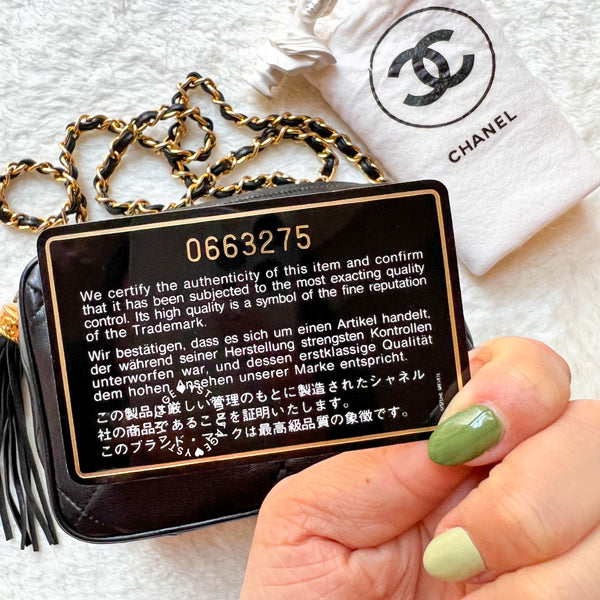 CHANEL
0663275
We certify the authenticity of this item and confirm
that it has been subjected to the most exacting quality
control. Its high quality is a symbol of the fine reputation
of the Trademark.
Wir bestätigen, dass es sich um einen Artikel handelt,
der während seiner Herstellung strengsten Kontrollen
unterworfen war, und dessen erstklassige Qualität
dem hohen Ansehen unserer Marke entspricht.
この製品は厳しい管理のもとに製造されたシャネル
社の商品であることを証明いたします。
このブランド・マークは最高級品質の象徴です。